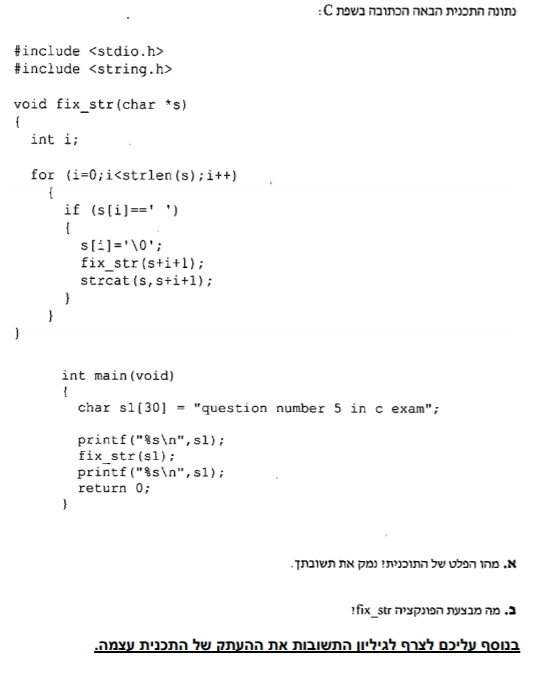 נתונה התכנית הבאה הכתובה בשפת C:
#include <stdio.h>
#include <string.h>
void fix_str(char *s)
{
int i;
for (i=0;i<strlen(s);i++)
{
if (s[i]==' ')
{
s[i]='\0';
fix_str(s+i+1);
strcat(s,s+i+1);
}
}
}
int main(void)
{
char s1[30] = "question number 5 in c exam";
printf("%s\n",s1);
fix_str(s1);
printf("%s\n",s1);
return 0;
}
א. מהו הפלט של התוכנית? נמק את תשובתך.
ב. מה מבצעת הפונקציה fix_str?
בנוסף עליכם לצרף לגיליון התשובות את ההעתק של התכנית עצמה.